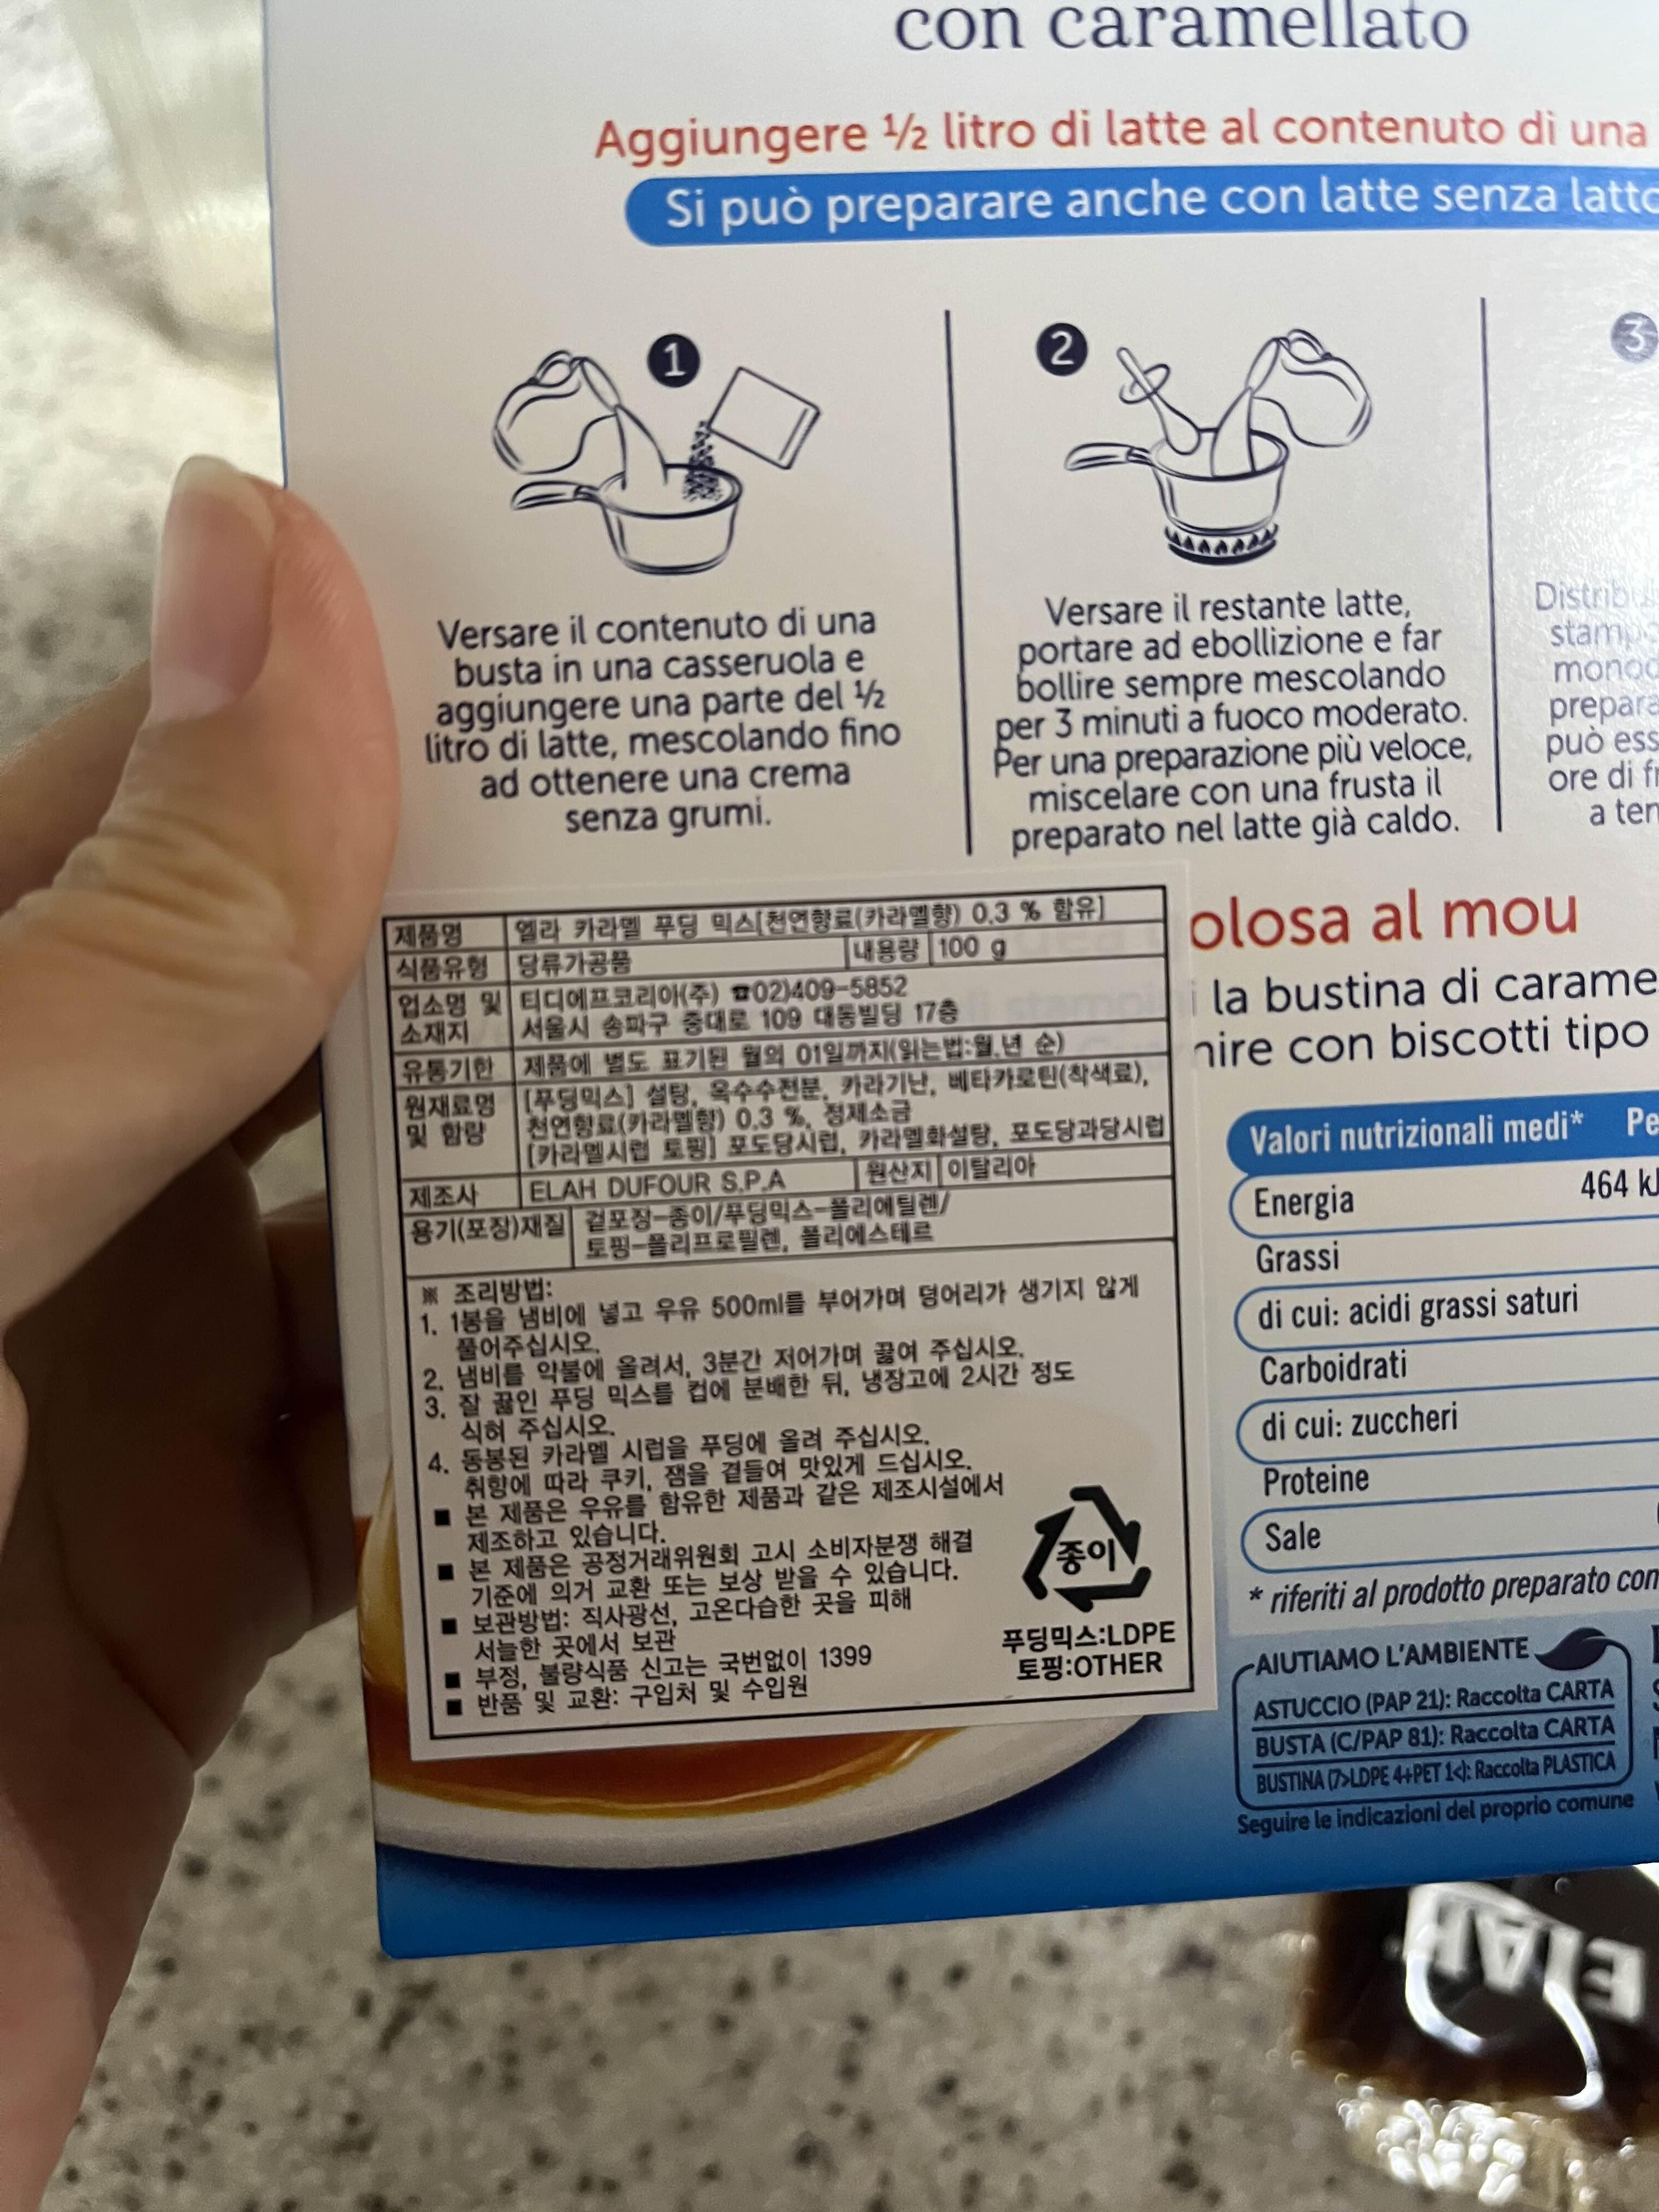 con caramellato
Aggiungere ½ litro di latte al contenuto di una
Si può preparare anche con latte senza latto
1
2
3
Versare il contenuto di una
busta in una casseruola e
aggiungere una parte del ½
litro di latte, mescolando fino
ad ottenere una crema
senza grumi.
Versare il restante latte,
portare ad ebollizione e far
bollire sempre mescolando
per 3 minuti a fuoco moderato.
Per una preparazione più veloce,
miscelare con una frusta il
preparato nel latte già caldo.
Distribu
stampo
monod
prepara
può ess
ore di fr
a tem
제품명 엘라 카라멜 푸딩 믹스[천연향료(카라멜향) 0.3 % 함유]
식품유형 당류가공품 내용량 100 g
업소명 및 소재지 티디에프코리아(주) ☎02)409-5852
서울시 송파구 중대로 109 대동빌딩 17층
유통기한 제품에 별도 표기된 월의 01일까지(읽는법:월.년 순)
원재료명 및 함량 [푸딩믹스] 설탕, 옥수수전분, 카라기난, 베타카로틴(착색료),
천연향료(카라멜향) 0.3 %, 정제소금
[카라멜시럽 토핑] 포도당시럽, 카라멜화설탕, 포도당과당시럽
제조사 ELAH DUFOUR S.P.A 원산지 이탈리아
용기(포장)재질 겉포장-종이/푸딩믹스-폴리에틸렌/
토핑-폴리프로필렌, 폴리에스테르
※ 조리방법:
1. 1봉을 냄비에 넣고 우유 500ml를 부어가며 덩어리가 생기지 않게
풀어주십시오.
2. 냄비를 약불에 올려서, 3분간 저어가며 끓여 주십시오.
3. 잘 끓인 푸딩 믹스를 컵에 분배한 뒤, 냉장고에 2시간 정도
식혀 주십시오.
4. 동봉된 카라멜 시럽을 푸딩에 올려 주십시오.
취향에 따라 쿠키, 잼을 곁들여 맛있게 드십시오.
■ 본 제품은 우유를 함유한 제품과 같은 제조시설에서
제조하고 있습니다.
■ 본 제품은 공정거래위원회 고시 소비자분쟁 해결
기준에 의거 교환 또는 보상 받을 수 있습니다.
■ 보관방법: 직사광선, 고온다습한 곳을 피해
서늘한 곳에서 보관
■ 부정, 불량식품 신고는 국번없이 1399
■ 반품 및 교환: 구입처 및 수입원
종이
푸딩믹스:LDPE
토핑:OTHER
olosa al mou
i la bustina di carame
nire con biscotti tipo
Valori nutrizionali medi* Pe
Energia 464 kJ
Grassi
di cui: acidi grassi saturi
Carboidrati
di cui: zuccheri
Proteine
Sale
* riferiti al prodotto preparato con
AIUTIAMO L'AMBIENTE
ASTUCCIO (PAP 21): Raccolta CARTA
BUSTA (C/PAP 81): Raccolta CARTA
BUSTINA (7>LDPE 4+PET 1<): Raccolta PLASTICA
Seguire le indicazioni del proprio comune
Elah